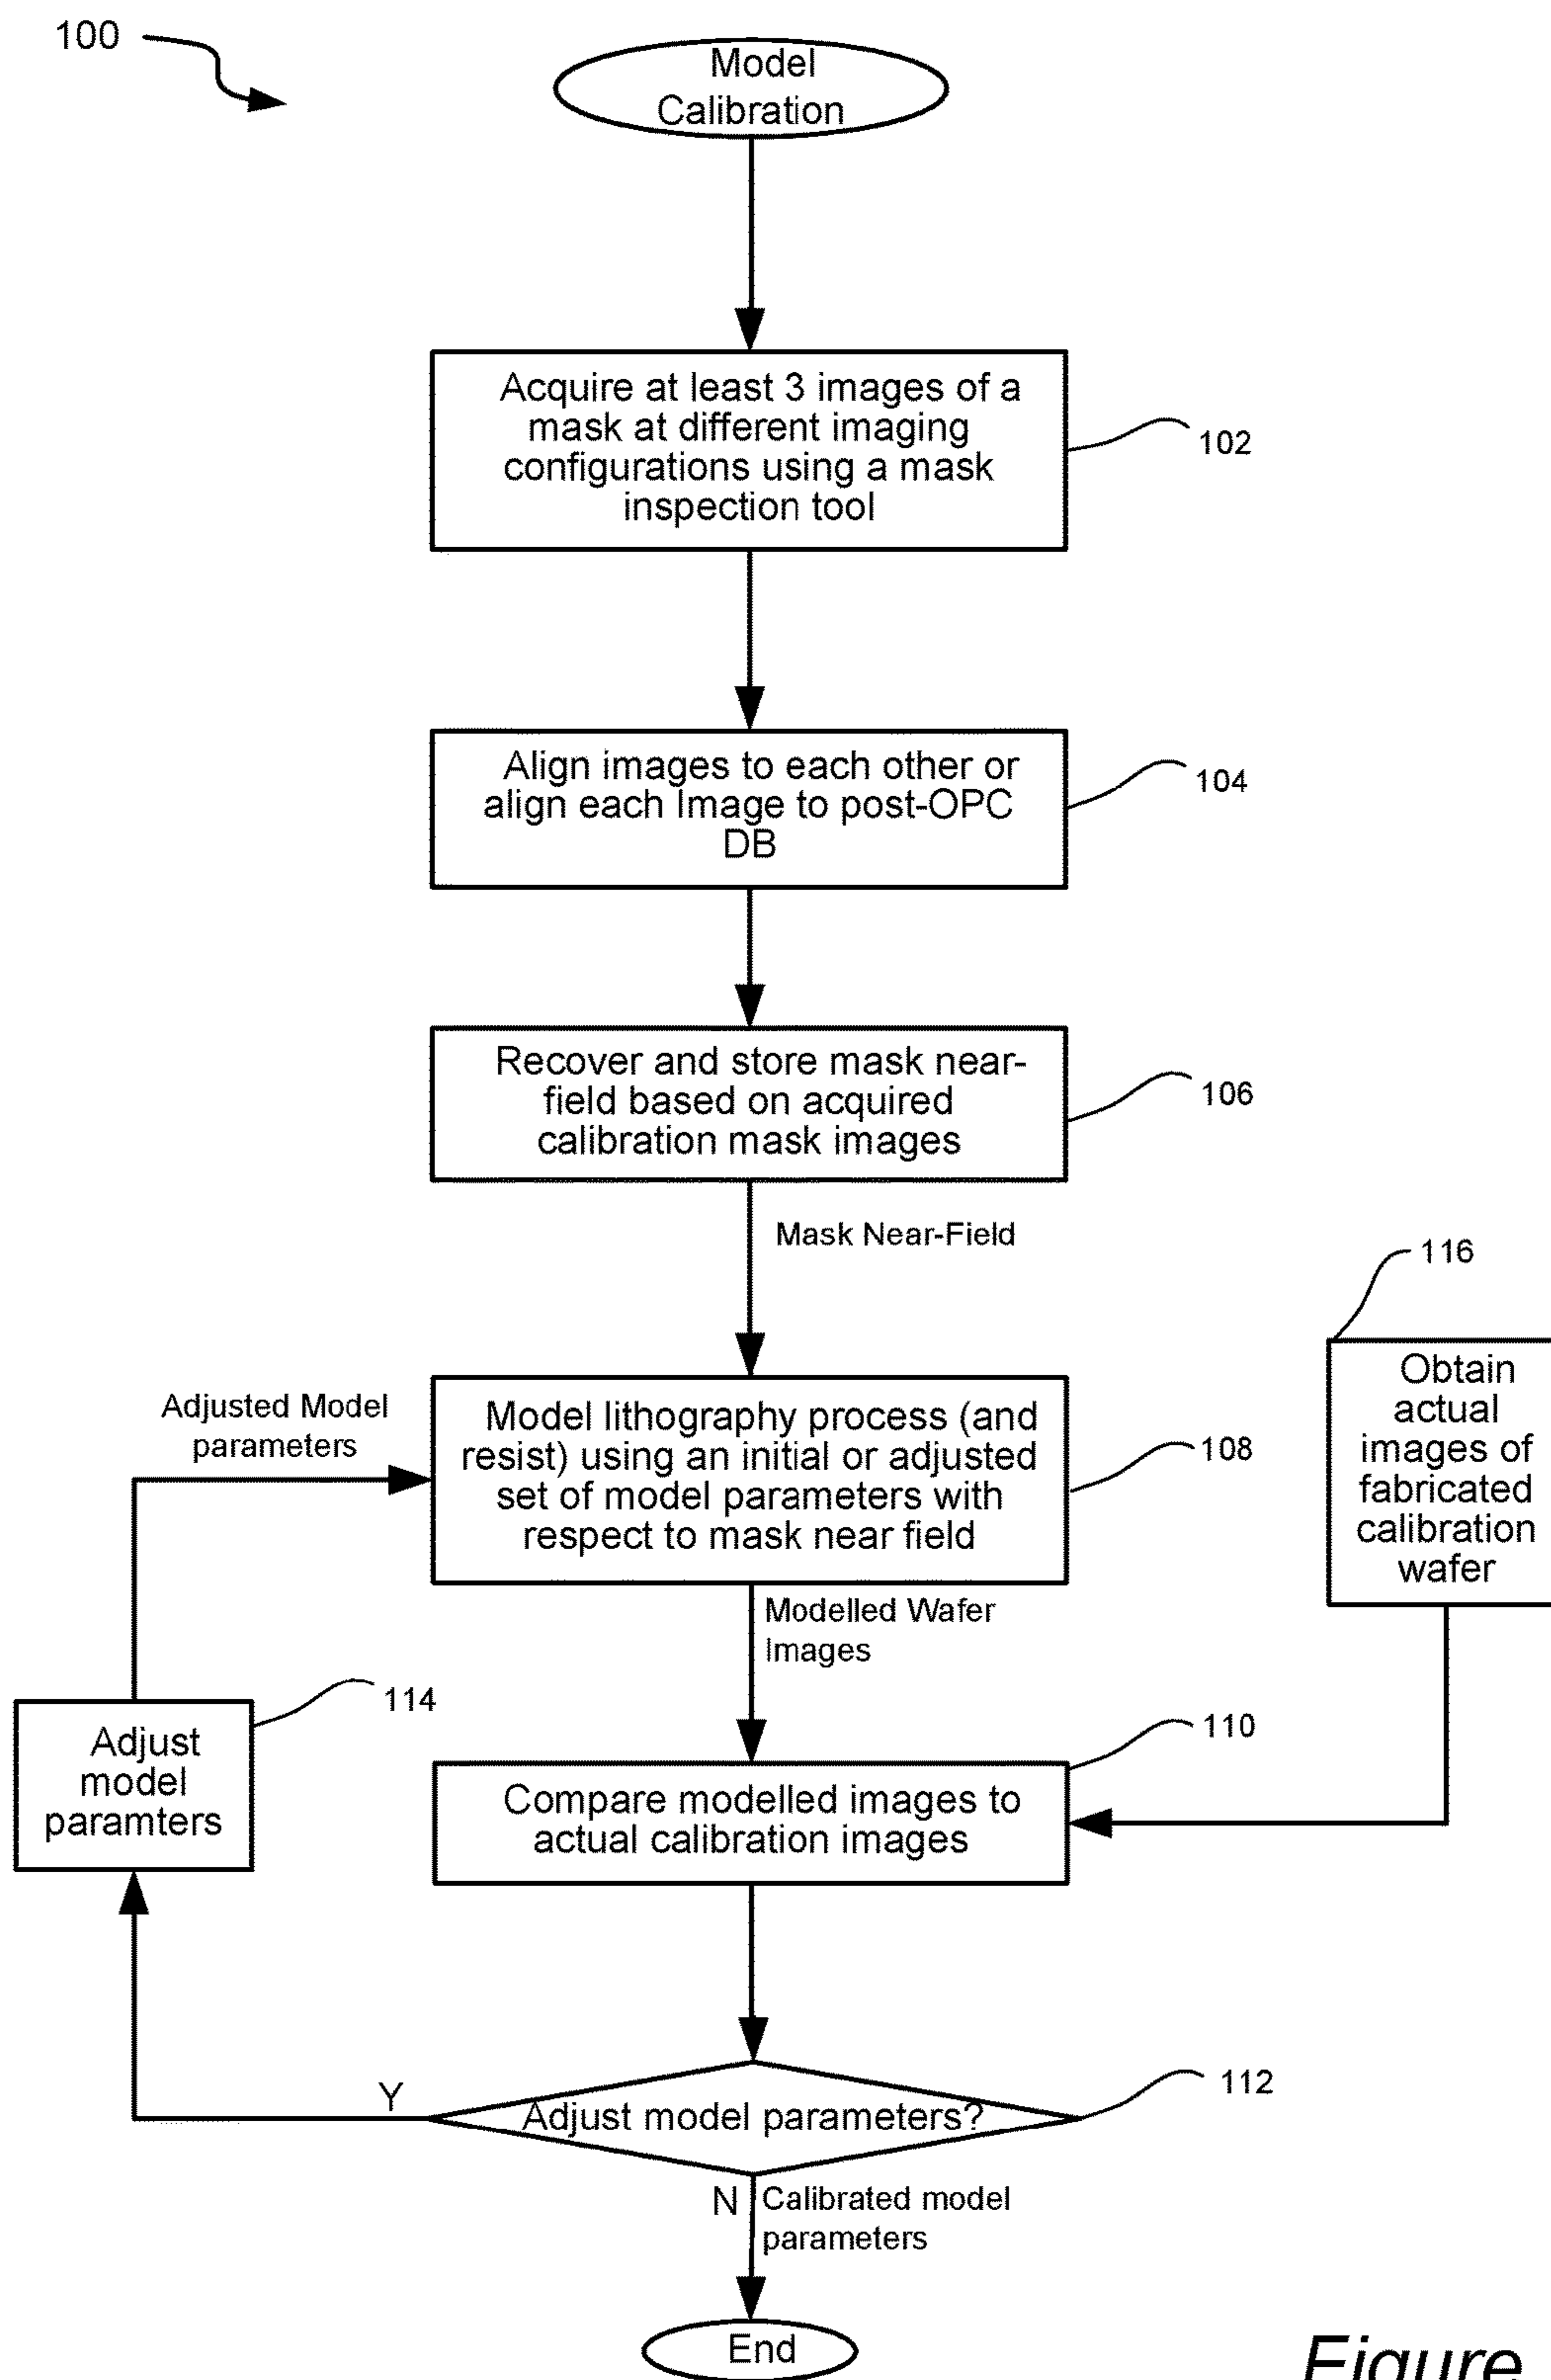 100
Model
Calibration
Acquire at least 3 images of a
mask at different imaging
configurations using a mask
inspection tool
102
Align images to each other or
align each Image to post-OPC
DB
104
Recover and store mask near-
field based on acquired
calibration mask images
106
Mask Near-Field
116
Obtain
actual
images of
fabricated
calibration
wafer
Adjusted Model
parameters
Model lithography process (and
resist) using an initial or adjusted
set of model parameters with
respect to mask near field
108
Modelled Wafer
Images
114
Adjust
model
paramters
110
Compare modelled images to
actual calibration images
Y
Adjust model parameters?
112
N
Calibrated model
parameters
End
Figure